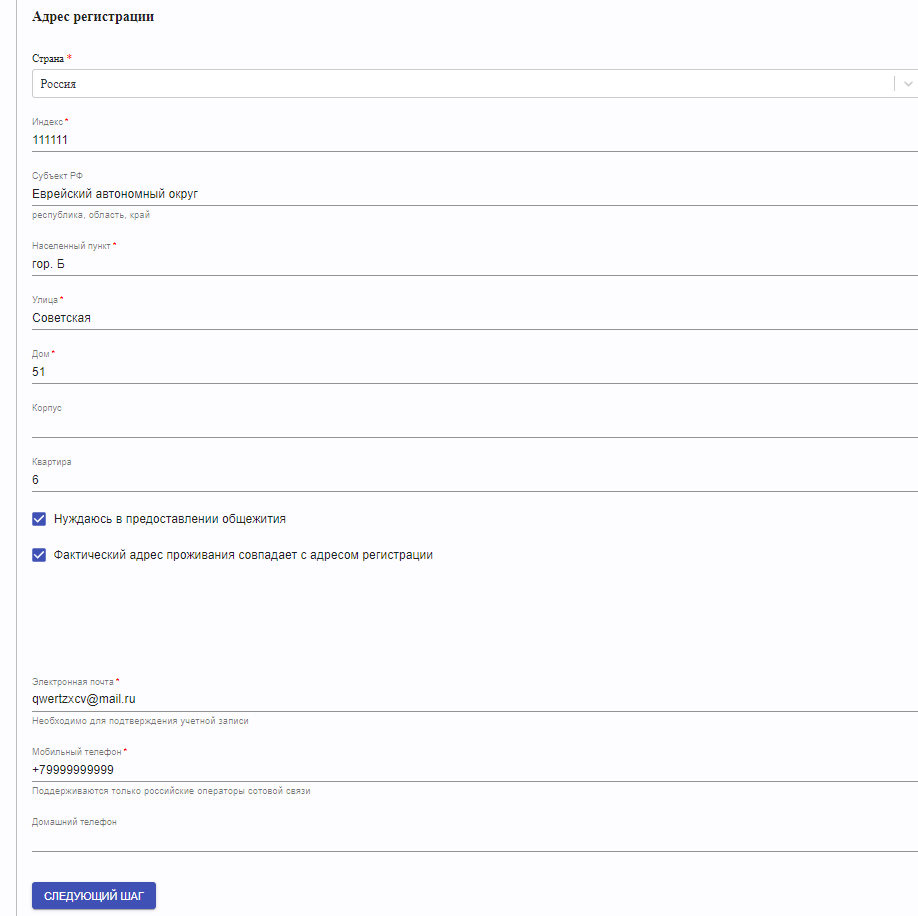 Адрес регистрации
Страна *
Россия
Индекс *
111111
Субъект РФ
Еврейский автономный округ
республика, область, край
Населенный пункт *
гор. Б
Улица *
Советская
Дом *
51
Корпус
Квартира
6
Нуждаюсь в предоставлении общежития
Фактический адрес проживания совпадает с адресом регистрации
Электронная почта *
qwertzxcv@mail.ru
Необходимо для подтверждения учетной записи
Мобильный телефон *
+79999999999
Поддерживаются только российские операторы сотовой связи
Домашний телефон
СЛЕДУЮЩИЙ ШАГ